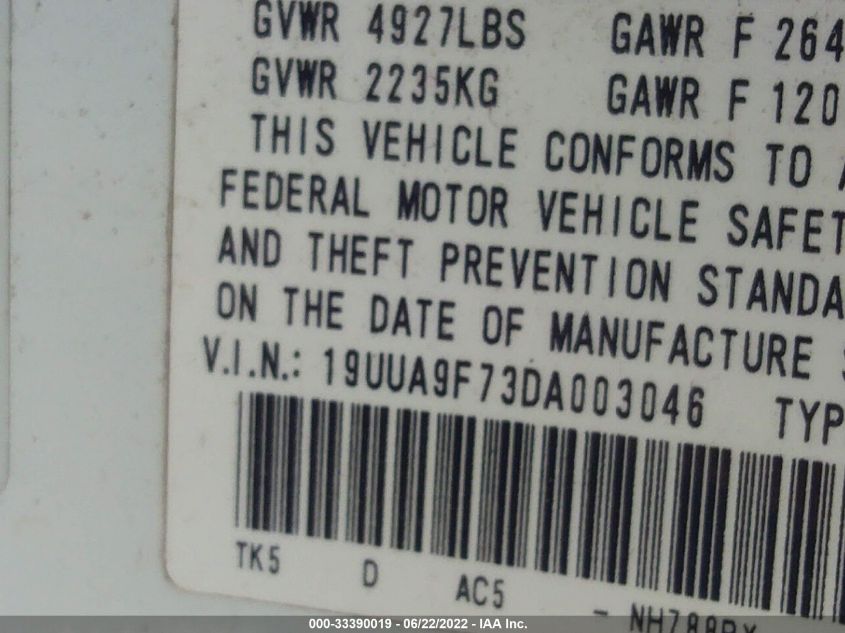 GVWR 4927LBS GAWR F 264
GVWR 2235KG GAWR F 120
THIS VEHICLE CONFORMS TO A
FEDERAL MOTOR VEHICLE SAFET
AND THEFT PREVENTION STANDA
ON THE DATE OF MANUFACTURE S
V.I.N.: 19UUA9F73DA003046 TYP
TK5 D AC5 - NH788PX
000-33390019 - 06/22/2022 - IAA Inc.